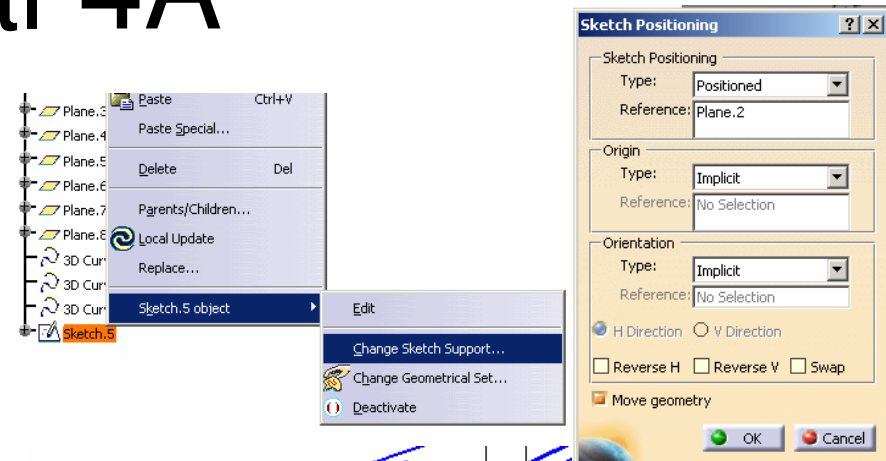 4A
Paste Ctrl+V
Plane.3
Paste Special...
Plane.4
Plane.5
Delete Del
Plane.6
Plane.7
Parents/Children...
Plane.8
Local Update
3D Cur
Replace...
3D Cur
3D Cur
Sketch.5 object
Sketch.5
Edit
Change Sketch Support...
Change Geometrical Set...
Deactivate
Sketch Positioning
Sketch Positioning
Type: Positioned
Reference: Plane.2
Origin
Type: Implicit
Reference: No Selection
Orientation
Type: Implicit
Reference: No Selection
H Direction V Direction
Reverse H Reverse V Swap
Move geometry
OK Cancel